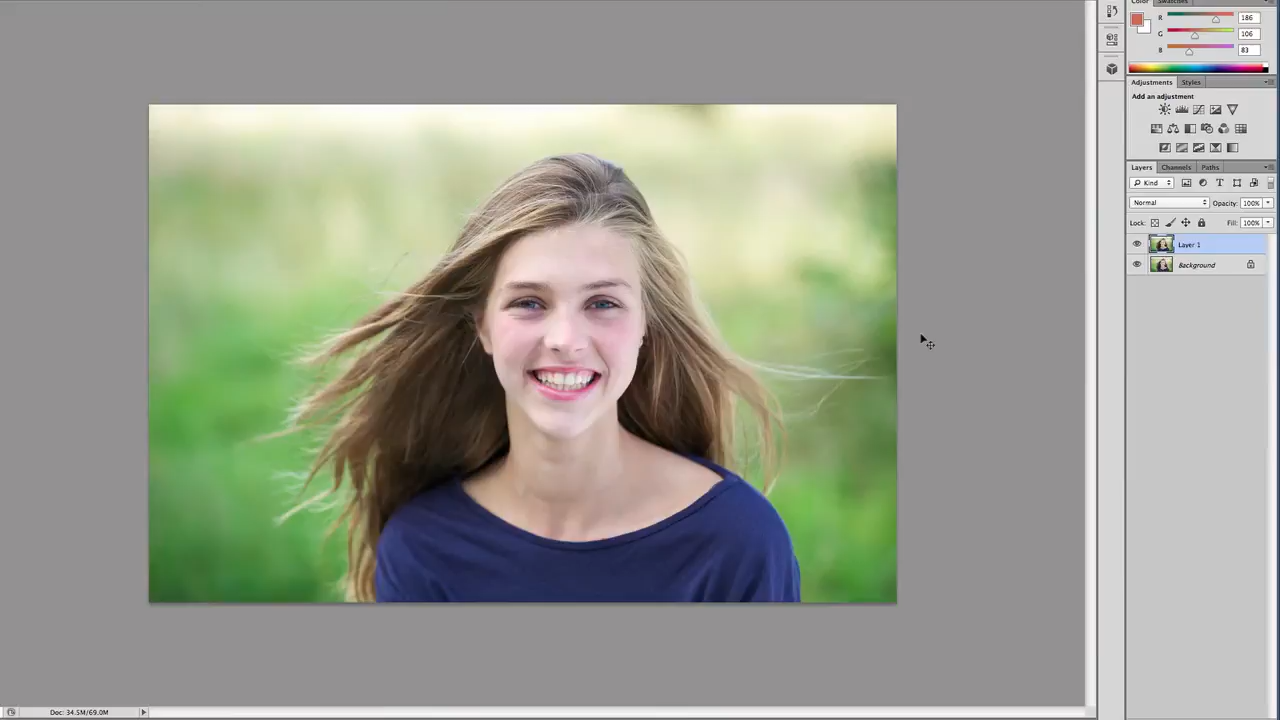 Color Swatches
R 186
G 106
B 83
Adjustments Styles
Add an adjustment
Layers Channels Paths
Kind
Normal Opacity: 100%
Lock: Fill: 100%
Layer 1
Background
Doc: 34.5M/69.0M